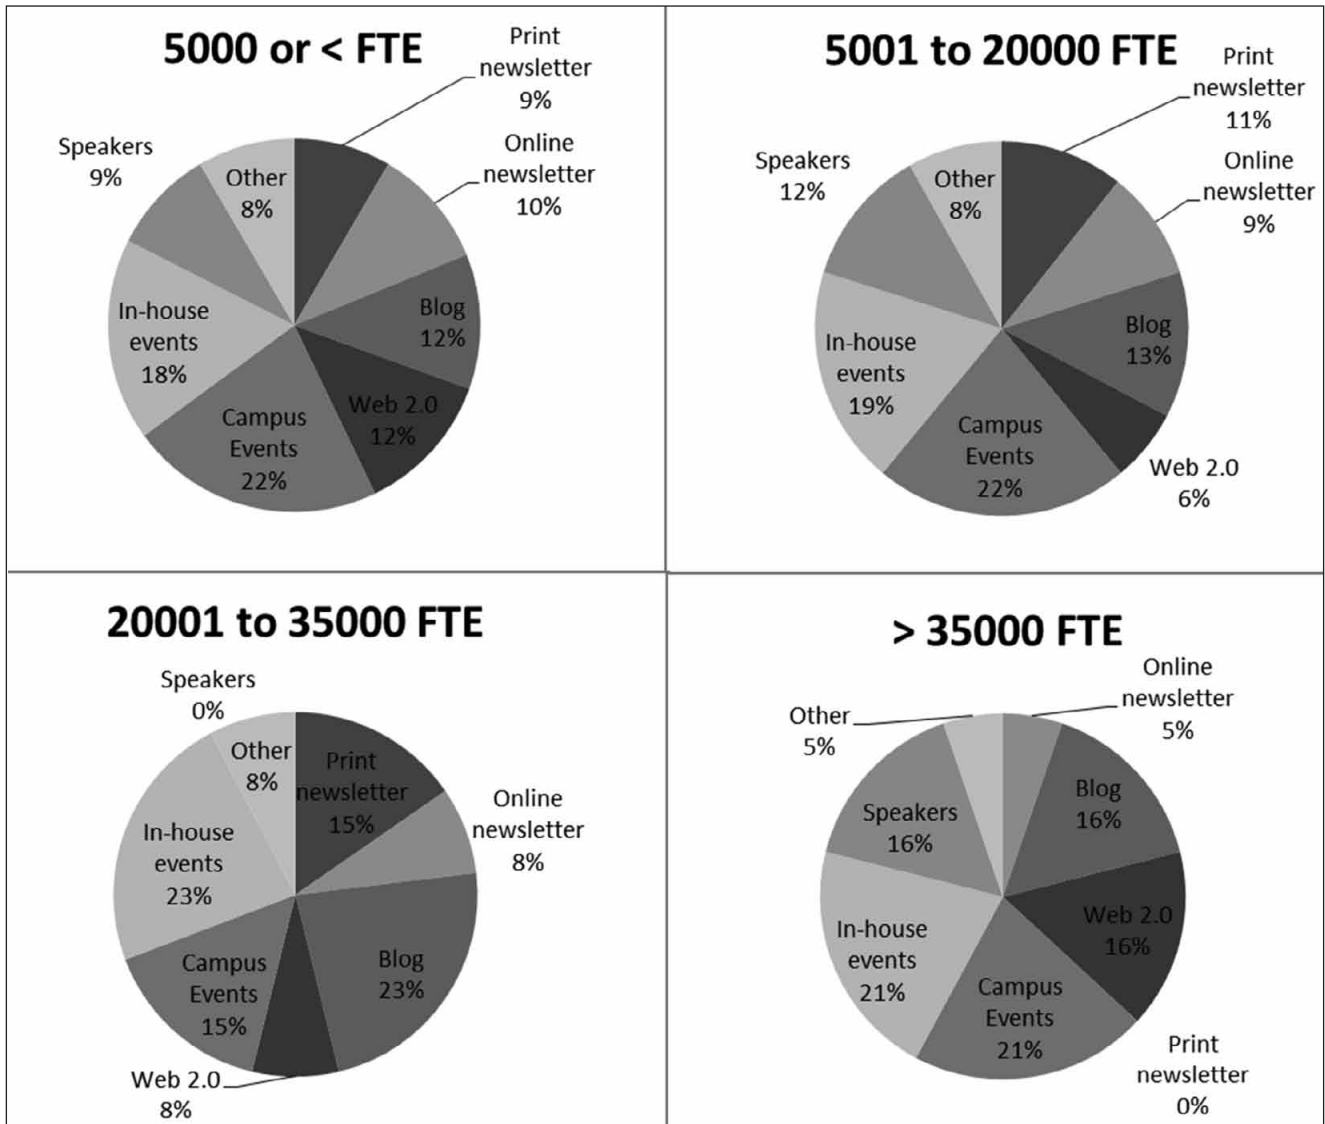 5000 or < FTE
Print
newsletter
9%
Online
newsletter
10%
Blog
12%
Web 2.0
12%
Campus
Events
22%
In-house
events
18%
Speakers
9%
Other
8%
5001 to 20000 FTE
Print
newsletter
11%
Online
newsletter
9%
Blog
13%
Web 2.0
6%
Campus
Events
22%
In-house
events
19%
Speakers
12%
Other
8%
20001 to 35000 FTE
Print
newsletter
15%
Online
newsletter
8%
Blog
23%
Web 2.0
8%
Campus
Events
15%
In-house
events
23%
Speakers
0%
Other
8%
> 35000 FTE
Online
newsletter
5%
Blog
16%
Web 2.0
16%
Print
newsletter
0%
Campus
Events
21%
In-house
events
21%
Speakers
16%
Other
5%